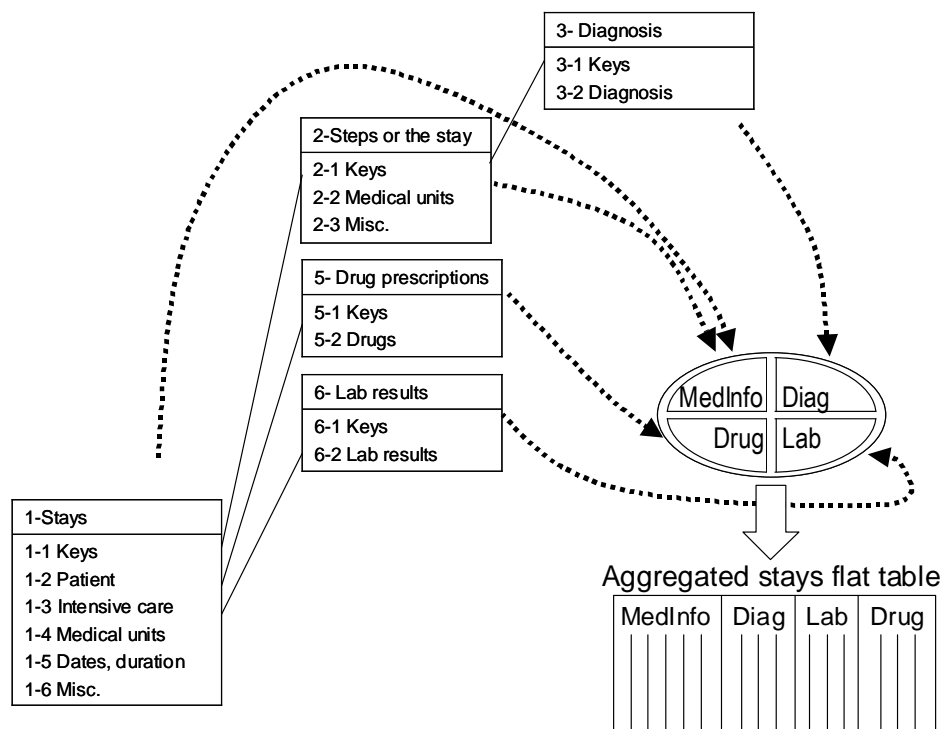 3- Diagnosis
3-1 Keys
3-2 Diagnosis
2-Steps or the stay
2-1 Keys
2-2 Medical units
2-3 Misc.
5- Drug prescriptions
5-1 Keys
5-2 Drugs
6- Lab results
6-1 Keys
6-2 Lab results
1-Stays
1-1 Keys
1-2 Patient
1-3 Intensive care
1-4 Medical units
1-5 Dates, duration
1-6 Misc.
MedInfo Diag
Drug Lab
Aggregated stays flat table
MedInfo Diag Lab Drug